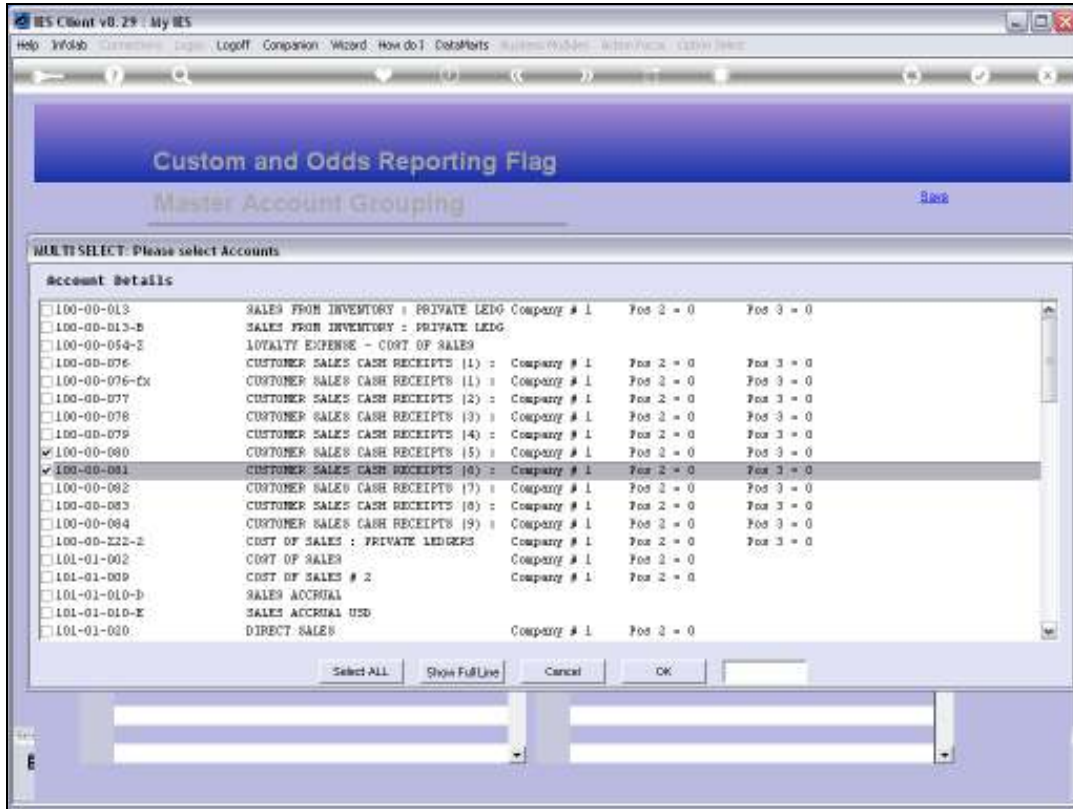 IES Client v8.29 : My IES
Help Infolab Logoff Companion Wizard How do I DataMarts
Custom and Odds Reporting Flag
Master Account Grouping
Save
MULTI SELECT: Please select Accounts
Account Details
100-00-013 SALES FROM INVENTORY : PRIVATE LEDG Company # 1 Pos 2 = 0 Pos 3 = 0
100-00-013-B SALES FROM INVENTORY : PRIVATE LEDG
100-00-054-Z LOYALTY EXPENSE - COST OF SALES
100-00-076 CUSTOMER SALES CASH RECEIPTS (1) : Company # 1 Pos 2 = 0 Pos 3 = 0
100-00-076-fx CUSTOMER SALES CASH RECEIPTS (1) : Company # 1 Pos 2 = 0 Pos 3 = 0
100-00-077 CUSTOMER SALES CASH RECEIPTS (2) : Company # 1 Pos 2 = 0 Pos 3 = 0
100-00-078 CUSTOMER SALES CASH RECEIPTS (3) : Company # 1 Pos 2 = 0 Pos 3 = 0
100-00-079 CUSTOMER SALES CASH RECEIPTS (4) : Company # 1 Pos 2 = 0 Pos 3 = 0
100-00-080 CUSTOMER SALES CASH RECEIPTS (5) : Company # 1 Pos 2 = 0 Pos 3 = 0
100-00-081 CUSTOMER SALES CASH RECEIPTS (6) : Company # 1 Pos 2 = 0 Pos 3 = 0
100-00-082 CUSTOMER SALES CASH RECEIPTS (7) : Company # 1 Pos 2 = 0 Pos 3 = 0
100-00-083 CUSTOMER SALES CASH RECEIPTS (8) : Company # 1 Pos 2 = 0 Pos 3 = 0
100-00-084 CUSTOMER SALES CASH RECEIPTS (9) : Company # 1 Pos 2 = 0 Pos 3 = 0
100-00-Z22-2 COST OF SALES : PRIVATE LEDGERS Company # 1 Pos 2 = 0 Pos 3 = 0
101-01-002 COST OF SALES Company # 1 Pos 2 = 0
101-01-009 COST OF SALES # 2 Company # 1 Pos 2 = 0
101-01-010-D SALES ACCRUAL
101-01-010-E SALES ACCRUAL USD
101-01-020 DIRECT SALES Company # 1 Pos 2 = 0
Select ALL Show Full Line Cancel OK